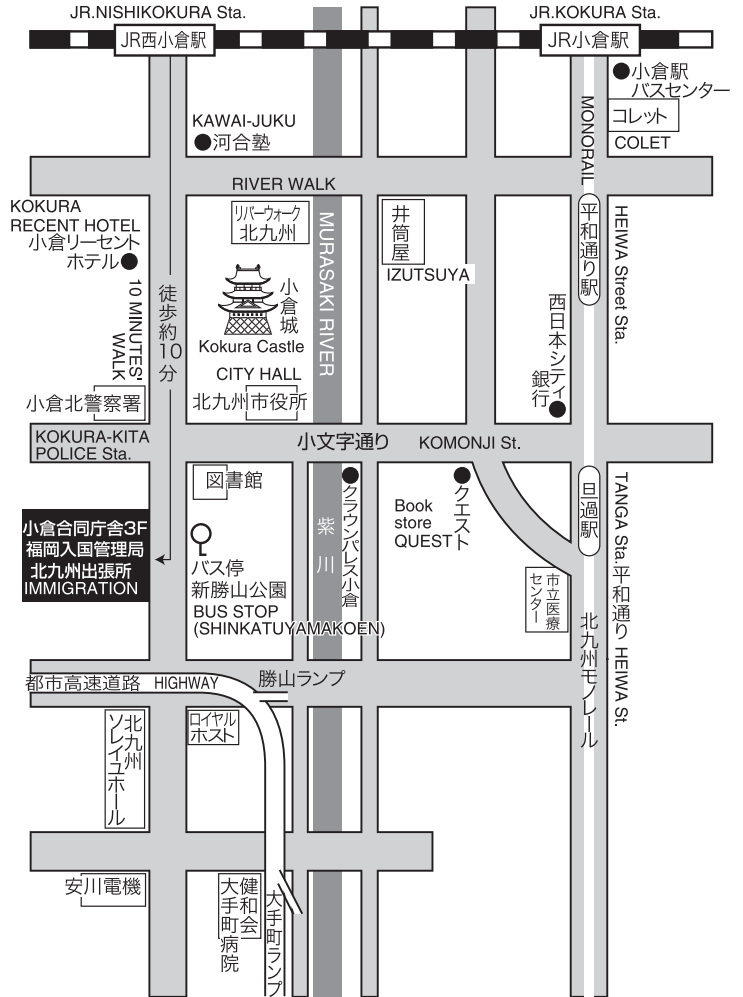 JR.NISHIKOKURA Sta.
JR.KOKURA Sta.
JR西小倉駅
JR小倉駅
小倉駅
バスセンター
コレット
COLET
MONORAIL
KAWAI-JUKU
河合塾
RIVER WALK
リバーウォーク
北九州
KOKURA
RECENT HOTEL
小倉リーセント
ホテル
井筒屋
IZUTSUYA
MURASAKI RIVER
平和通り駅
HEIWA Street Sta.
小倉城
Kokura Castle
10 MINUTES'
WALK
徒歩約10分
西日本シティ
銀行
CITY HALL
北九州市役所
小倉北警察署
KOKURA-KITA
POLICE Sta.
小文字通り
KOMONJI St.
図書館
クラウンパレス小倉
クエスト
Book
store
QUEST
旦過駅
TANGA Sta.
紫川
小倉合同庁舎3F
福岡入国管理局
北九州出張所
IMMIGRATION
バス停
新勝山公園
BUS STOP
(SHINKATUYAMAKOEN)
市立医療
センター
平和通り HEIWA St.
北九州モノレール
都市高速道路 HIGHWAY
勝山ランプ
北九州
ソレイユホール
ロイヤル
ホスト
安川電機
健和会
大手町病院
大手町ランプ